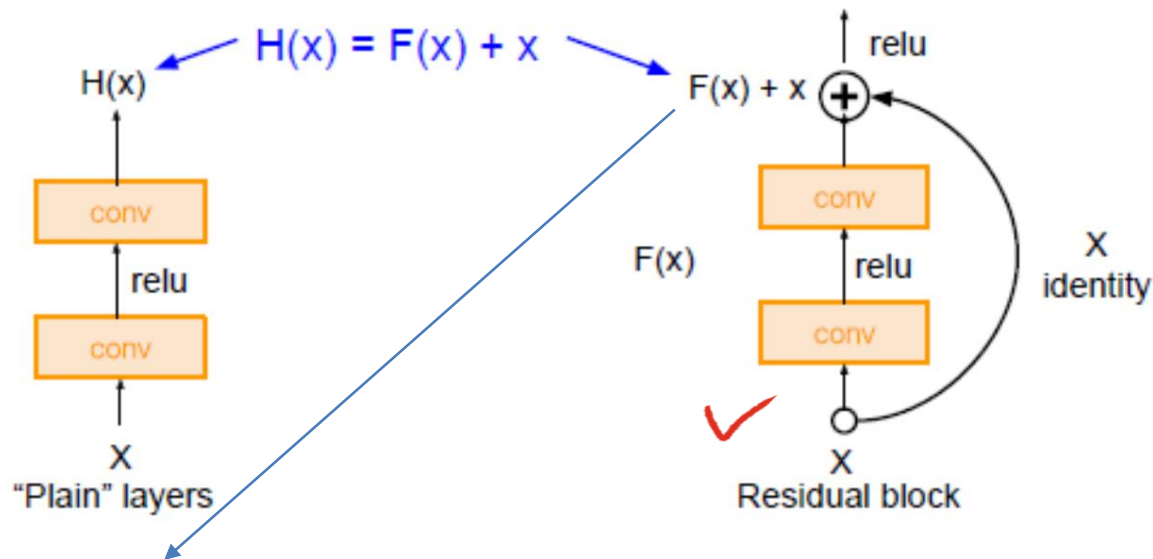 H(x) = F(x) + x
H(x)
conv
relu
conv
X
"Plain" layers
relu
F(x) + x
+
conv
F(x)
relu
X
identity
conv
X
Residual block